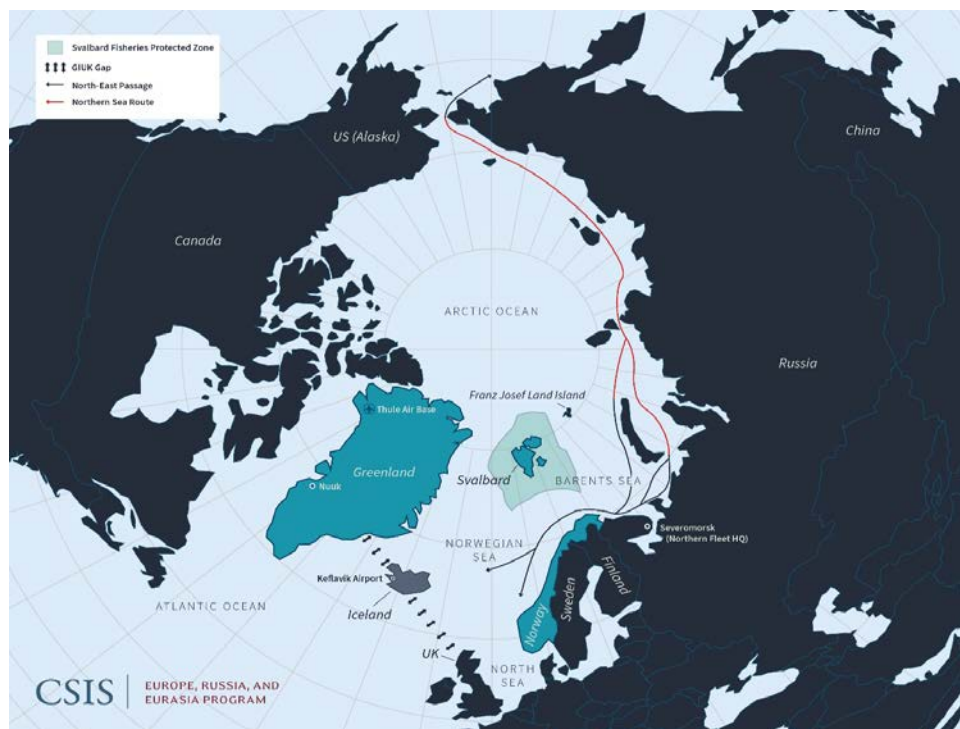 Svalbard Fisheries Protected Zone
GIUK Gap
North-East Passage
Northern Sea Route
US (Alaska)
China
Canada
ARCTIC OCEAN
Russia
Franz Josef Land Island
Thule Air Base
Greenland
Svalbard
Nuuk
BARENTS SEA
Severomorsk
(Northern Fleet HQ)
NORWEGIAN
SEA
Keflavik Airport
Finland
Sweden
ATLANTIC OCEAN
Iceland
Norway
UK
NORTH
SEA
CSIS
EUROPE, RUSSIA, AND
EURASIA PROGRAM